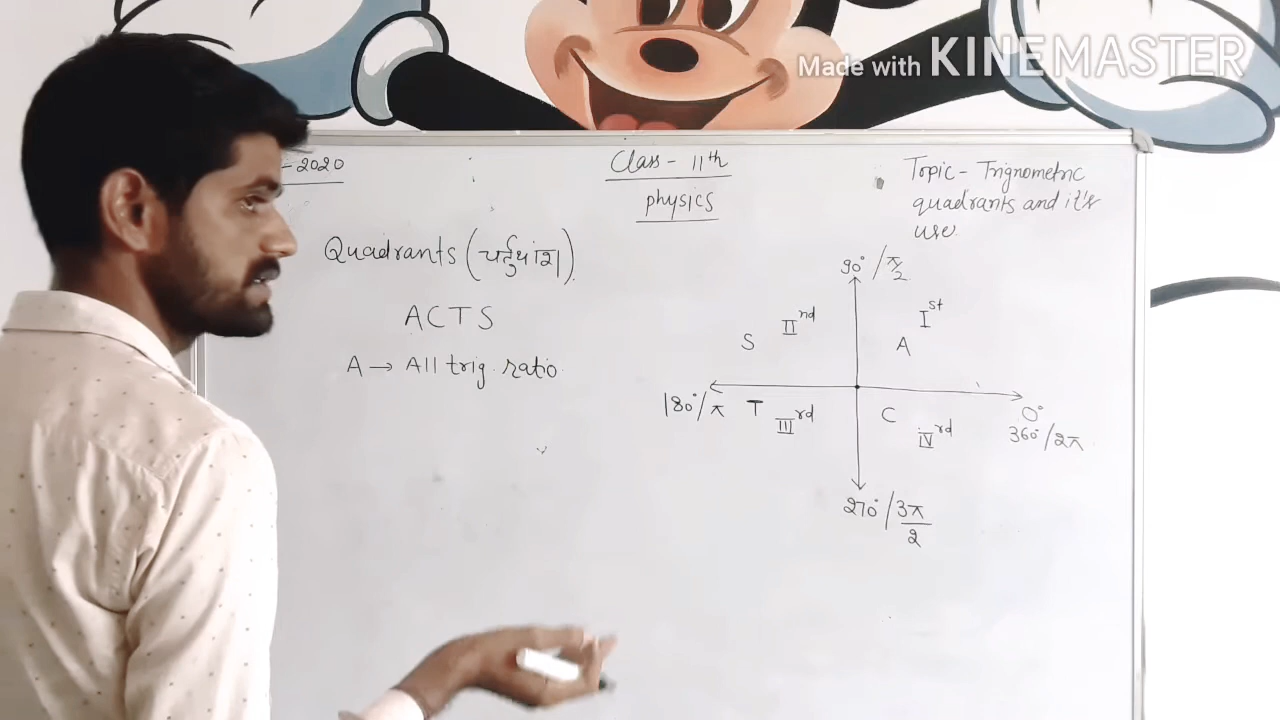 Made with KINEMASTER
-2020
Class - 11th
physics
Topic - Trignometric
quadrants and it's
use
Quadrants (चर्तुथांश)
ACTS
A → All trig. ratio
90° / π/2
IInd
S
Ist
A
180° / π
T
IIIrd
C
IVrd
0°
360° / 2π
270° / 3π/2